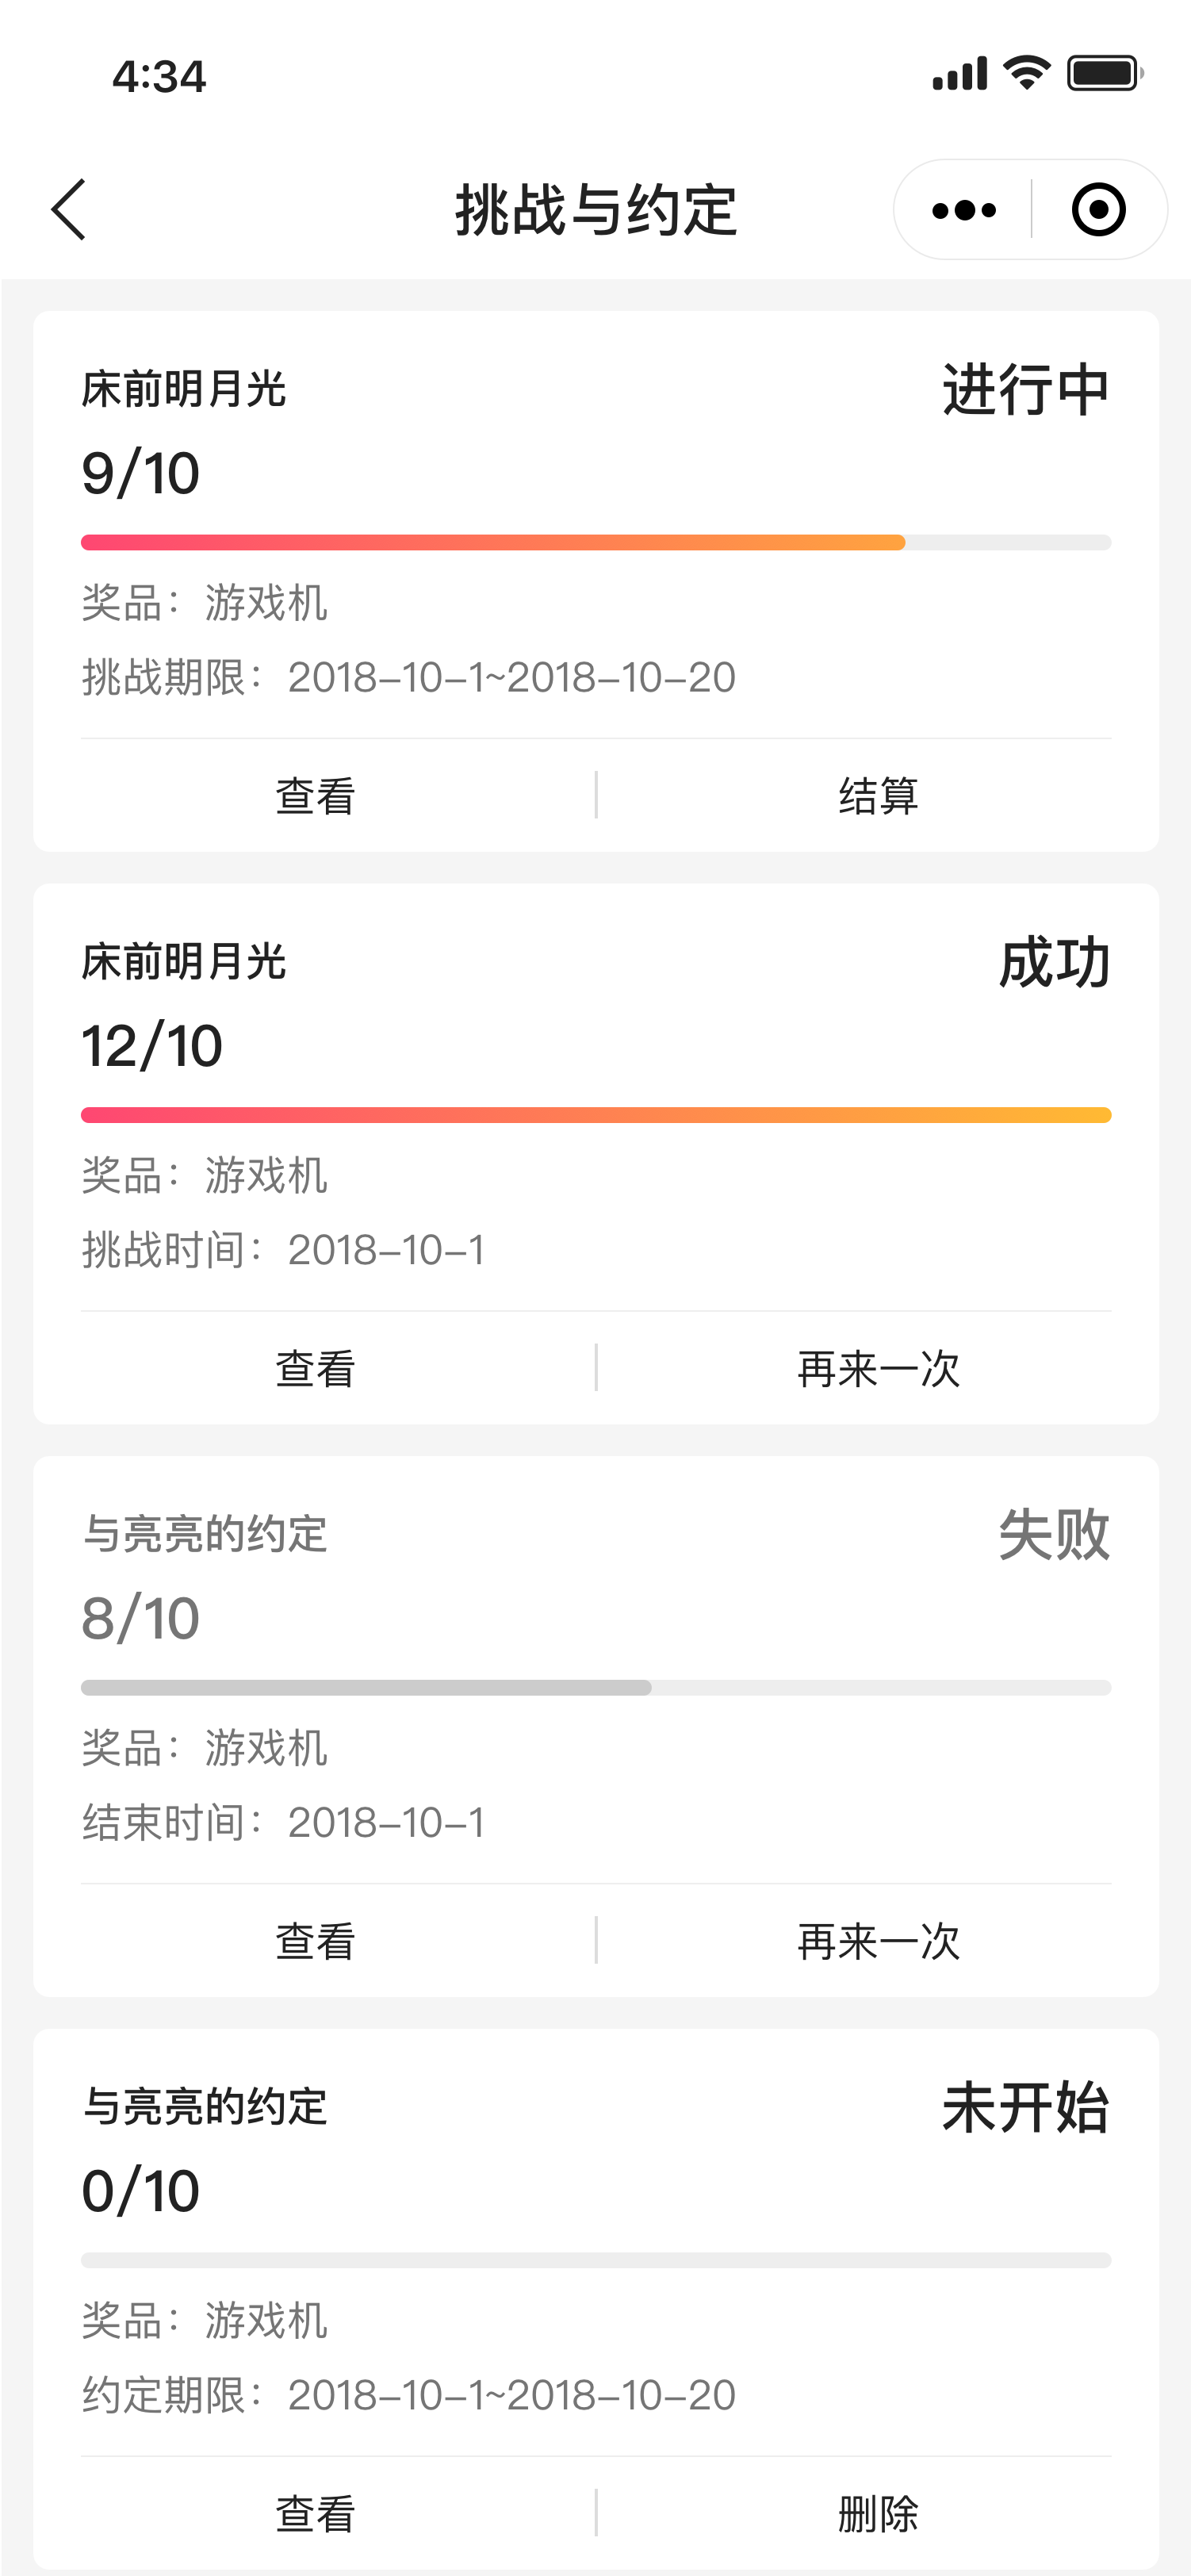 4:34
挑战与约定
床前明月光
进行中
9/10
奖品：游戏机
挑战期限：2018-10-1~2018-10-20
查看
结算
床前明月光
成功
12/10
奖品：游戏机
挑战时间：2018-10-1
查看
再来一次
与亮亮的约定
失败
8/10
奖品：游戏机
结束时间：2018-10-1
查看
再来一次
与亮亮的约定
未开始
0/10
奖品：游戏机
约定期限：2018-10-1~2018-10-20
查看
删除